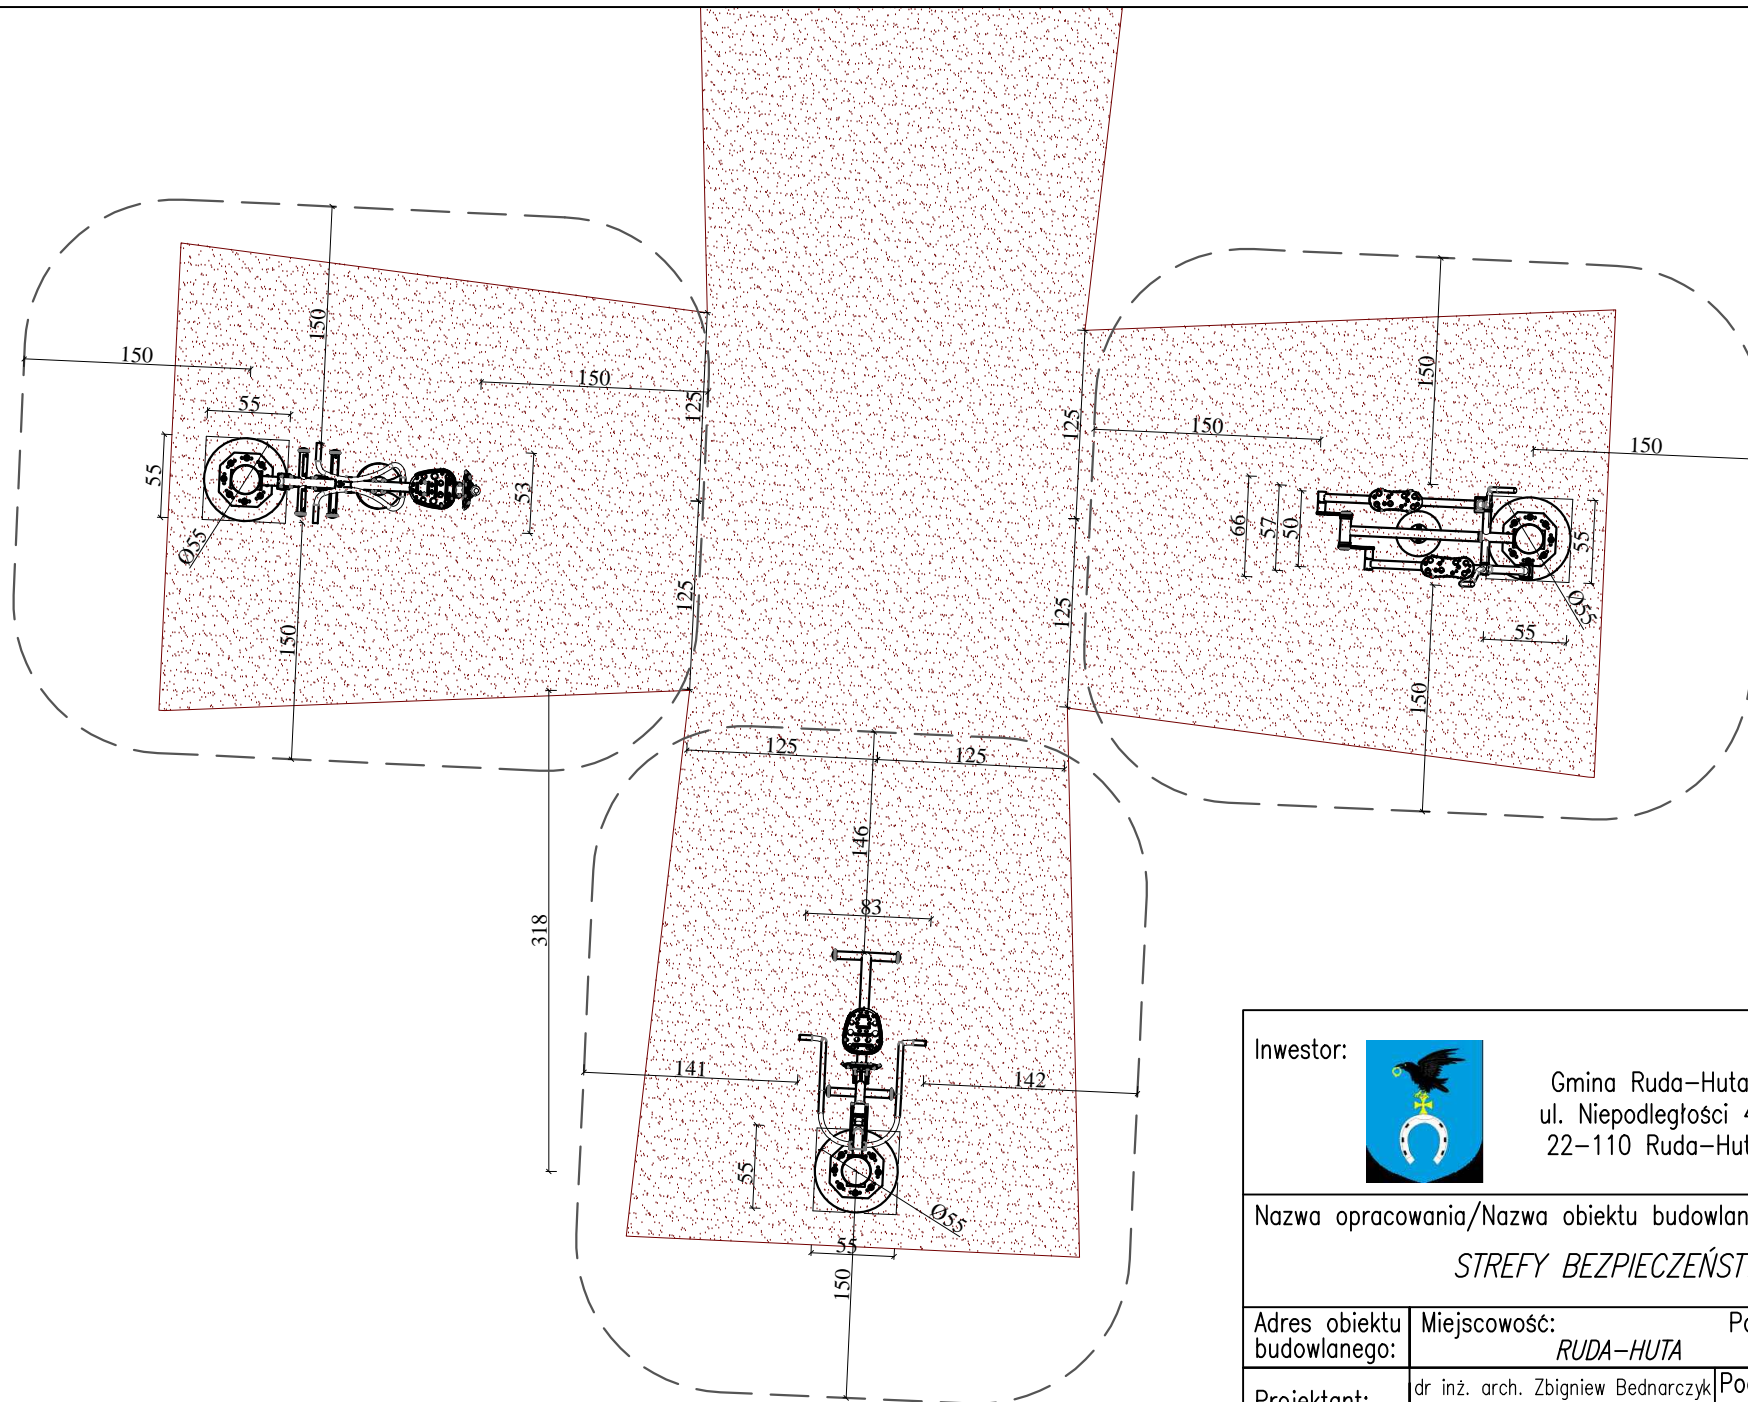 150
150
150
125
55
55
53
Ø55
125
150
150
125
150
150
66
57
50
55
Ø55
55
125
150
125
125
146
318
83
141
142
55
Ø55
55
150
Inwestor:
Gmina Ruda-Huta
ul. Niepodległości
22-110 Ruda-Hut
Nazwa opracowania/Nazwa obiektu budowlan
STREFY BEZPIECZEŃST
Adres obiektu
budowlanego:
Miejscowość:
RUDA-HUTA
Projektant:
dr inż. arch. Zbigniew Bednarczyk